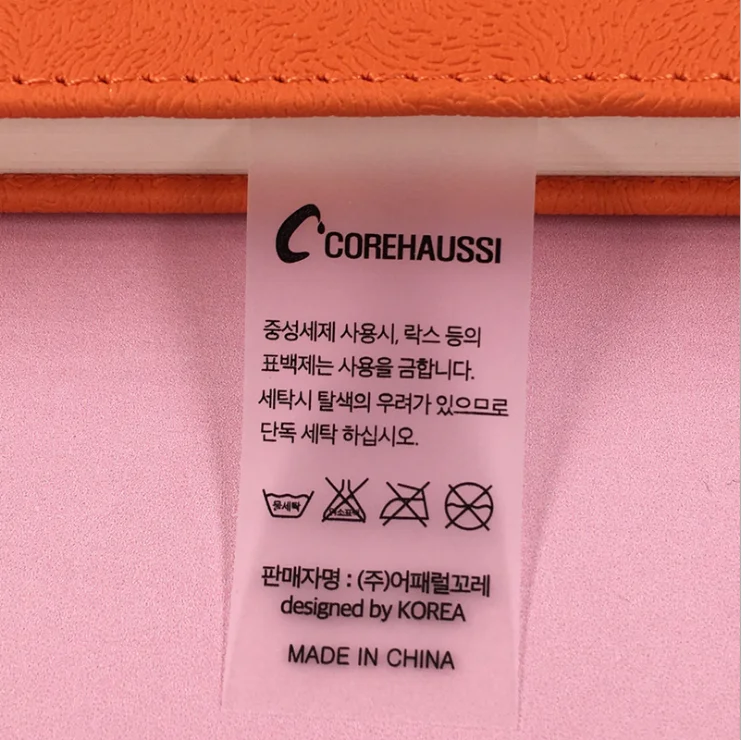 COREHAUSSI
중성세제 사용시, 락스 등의
표백제는 사용을 금합니다.
세탁시 탈색의 우려가 있으므로
단독 세탁 하십시오.
물세탁
판매자명 : (주)어패럴꼬레
designed by KOREA
MADE IN CHINA